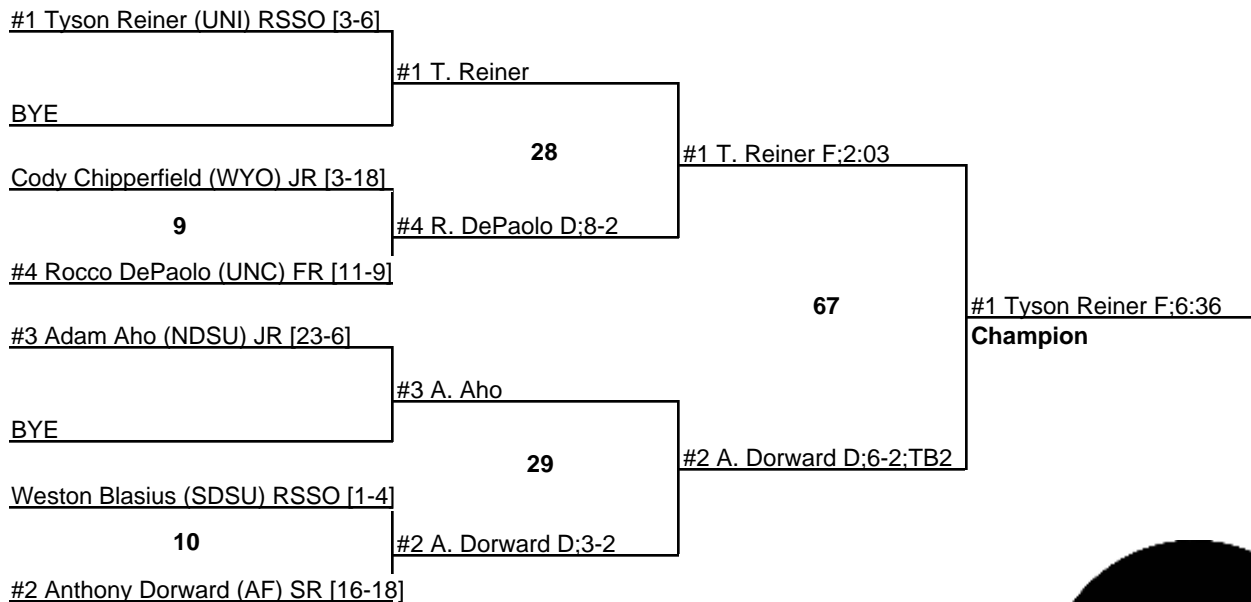 #1 Tyson Reiner (UNI) RSSO [3-6]
#1 T. Reiner
BYE
28
#1 T. Reiner F;2:03
Cody Chipperfield (WYO) JR [3-18]
9
#4 R. DePaolo D;8-2
#4 Rocco DePaolo (UNC) FR [11-9]
67
#1 Tyson Reiner F;6:36
Champion
#3 Adam Aho (NDSU) JR [23-6]
#3 A. Aho
BYE
29
#2 A. Dorward D;6-2;TB2
Weston Blasius (SDSU) RSSO [1-4]
10
#2 A. Dorward D;3-2
#2 Anthony Dorward (AF) SR [16-18]